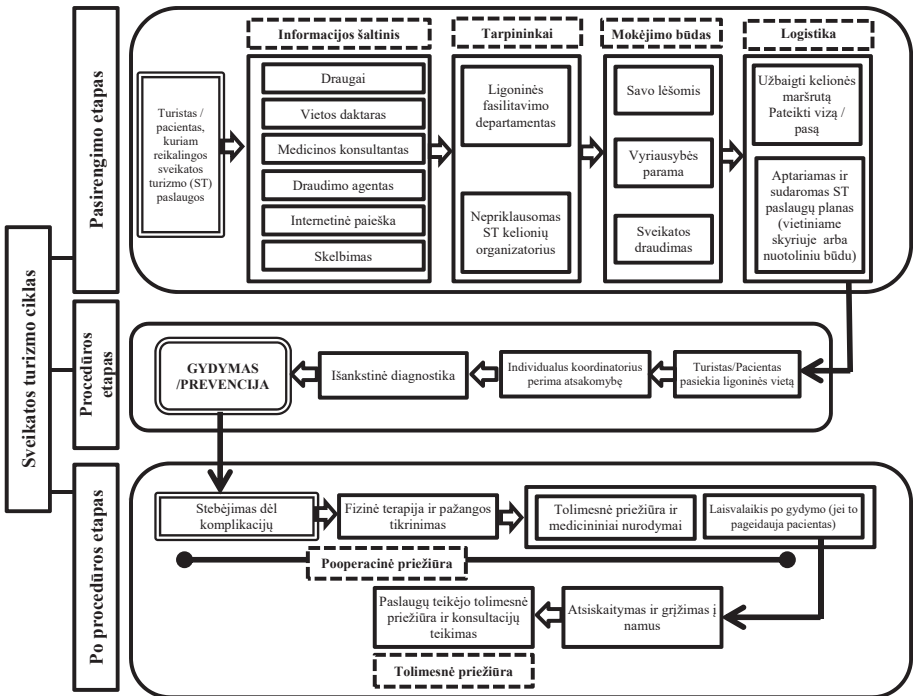 Sveikatos turizmo ciklas
Pasirengimo etapas
Informacijos šaltinis
Tarpininkai
Mokėjimo būdas
Logistika
Turistas /
pacientas,
kuriam
reikalingos
sveikatos
turizmo (ST)
paslaugos
Draugai
Vietos daktaras
Medicinos konsultantas
Draudimo agentas
Internetinė paieška
Skelbimas
Ligoninės
fasilitavimo
departamentas
Nepriklausomas
ST kelionių
organizatorius
Savo lėšomis
Vyriausybės
parama
Sveikatos
draudimas
Užbaigti kelionės
maršrutą
Pateikti vizą /
pasą
Aptariamas ir
sudaromas ST
paslaugų planas
(vietiniame
skyriuje arba
nuotoliniu būdu)
Procedūros
etapas
GYDYMAS
/PREVENCIJA
Išankstinė diagnostika
Individualus koordinatorius
perima atsakomybę
Turistas/Pacientas
pasiekia ligoninės vietą
Po procedūros etapas
Stebėjimas dėl
komplikacijų
Fizinė terapija ir pažangos
tikrinimas
Tolimesnė priežiūra ir
medicininiai nurodymai
Laisvalaikis po gydymo (jei to
pageidauja pacientas)
Pooperacinė priežiūra
Paslaugų teikėjo tolimesnė
priežiūra ir konsultacijų
teikimas
Atsiskaitymas ir grįžimas į
namus
Tolimesnė priežiūra